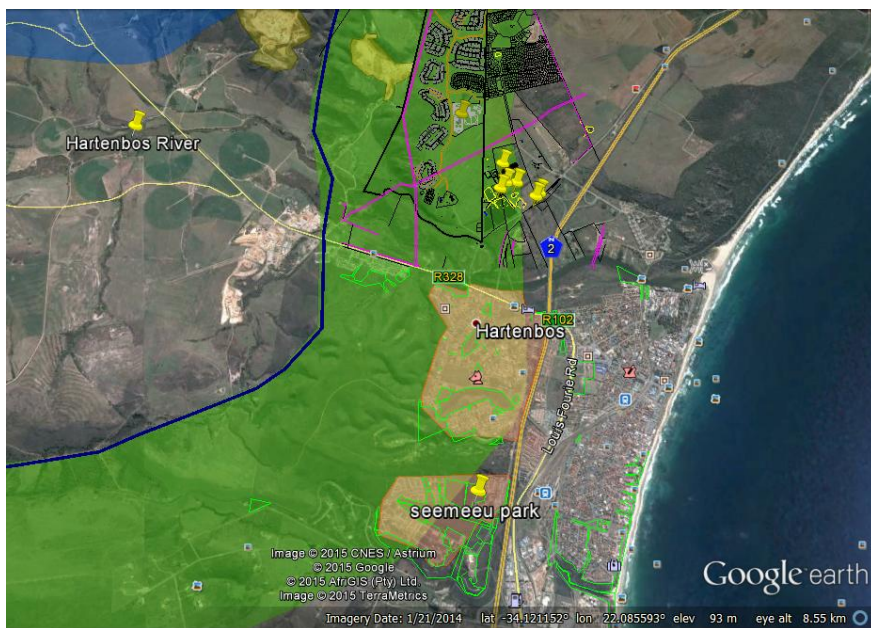 Hartenbos River
2
R328
R102
Hartenbos
Louis Fourie Rd
seemeeu park
Image © 2015 CNES / Astrium
© 2015 Google
© 2015 AfriGIS (Pty) Ltd.
Image © 2015 TerraMetrics
Google earth
Imagery Date: 1/21/2014 lat -34.121152° lon 22.085593° elev 93 m eye alt 8.55 km